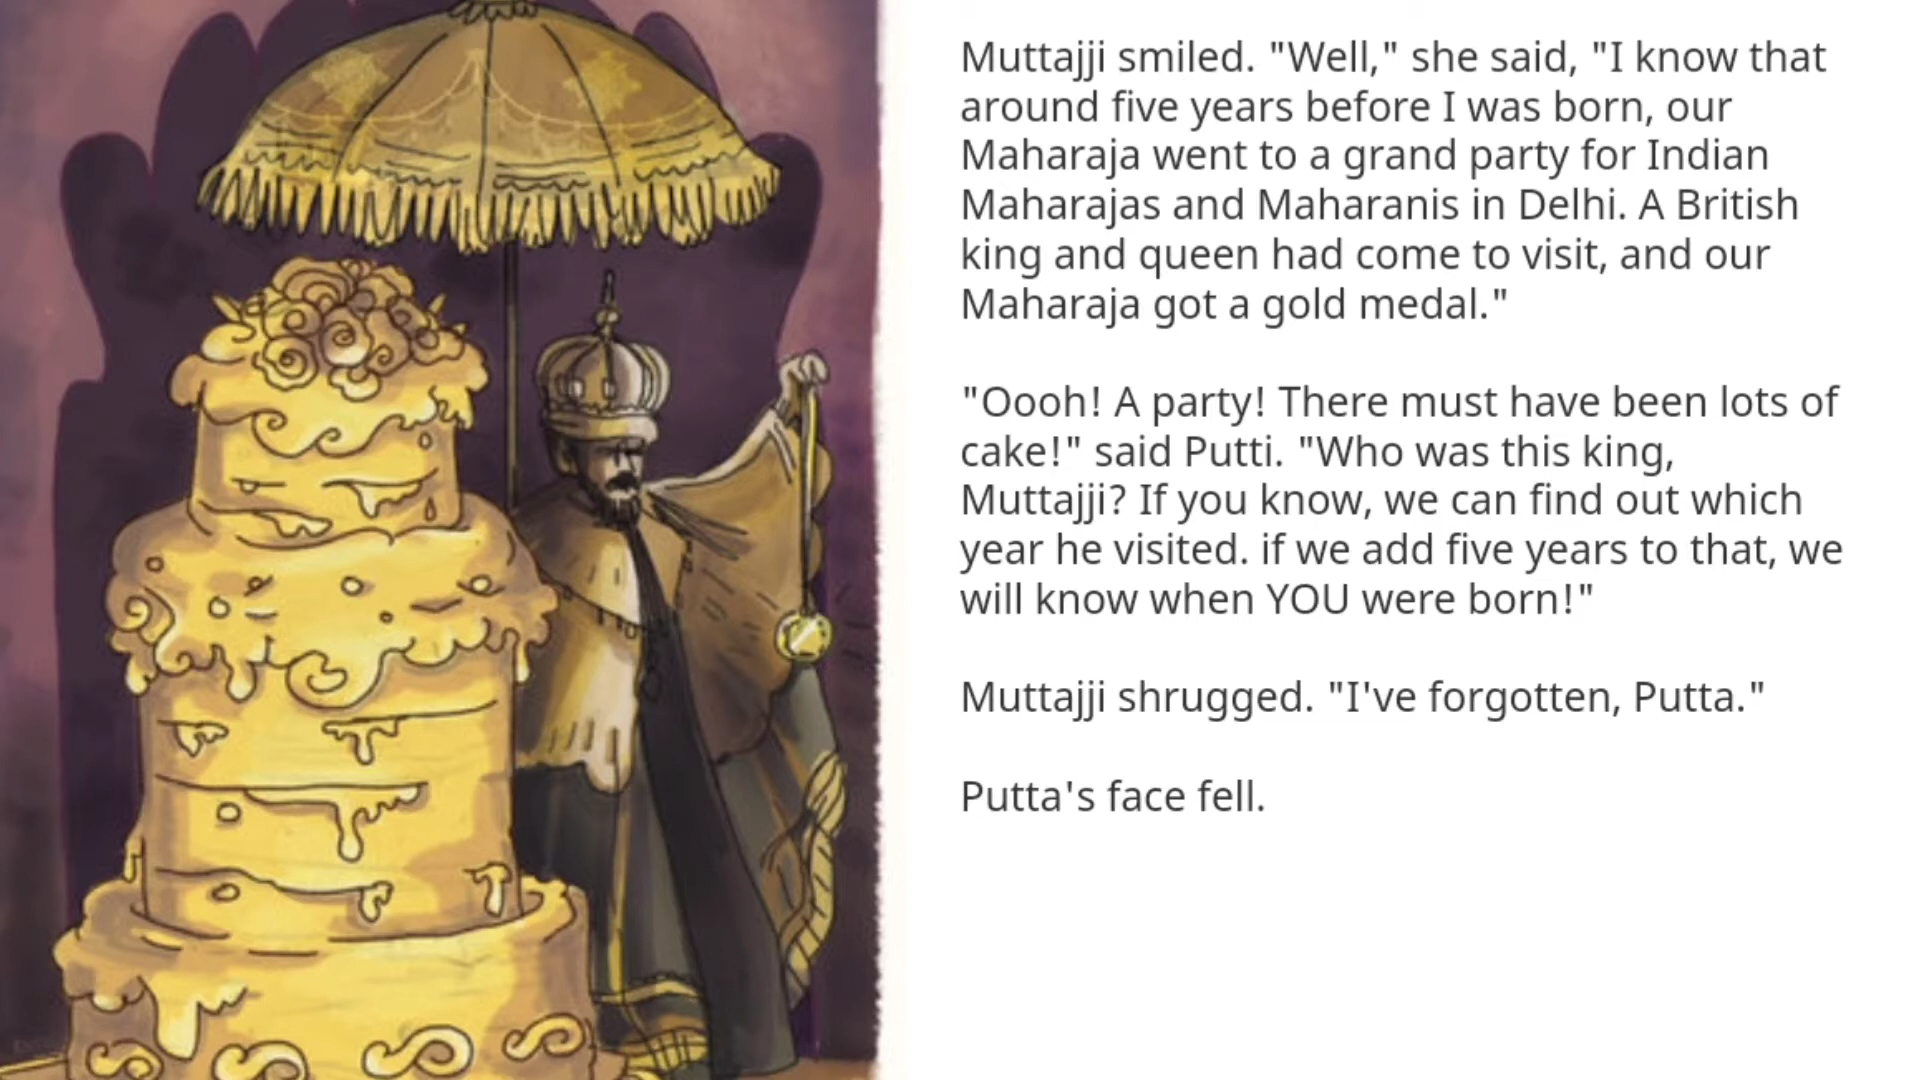 Muttajji smiled. "Well," she said, "I know that
around five years before I was born, our
Maharaja went to a grand party for Indian
Maharajas and Maharanis in Delhi. A British
king and queen had come to visit, and our
Maharaja got a gold medal."
"Oooh! A party! There must have been lots of
cake!" said Putti. "Who was this king,
Muttajji? If you know, we can find out which
year he visited. if we add five years to that, we
will know when YOU were born!"
Muttajji shrugged. "I've forgotten, Putta."
Putta's face fell.